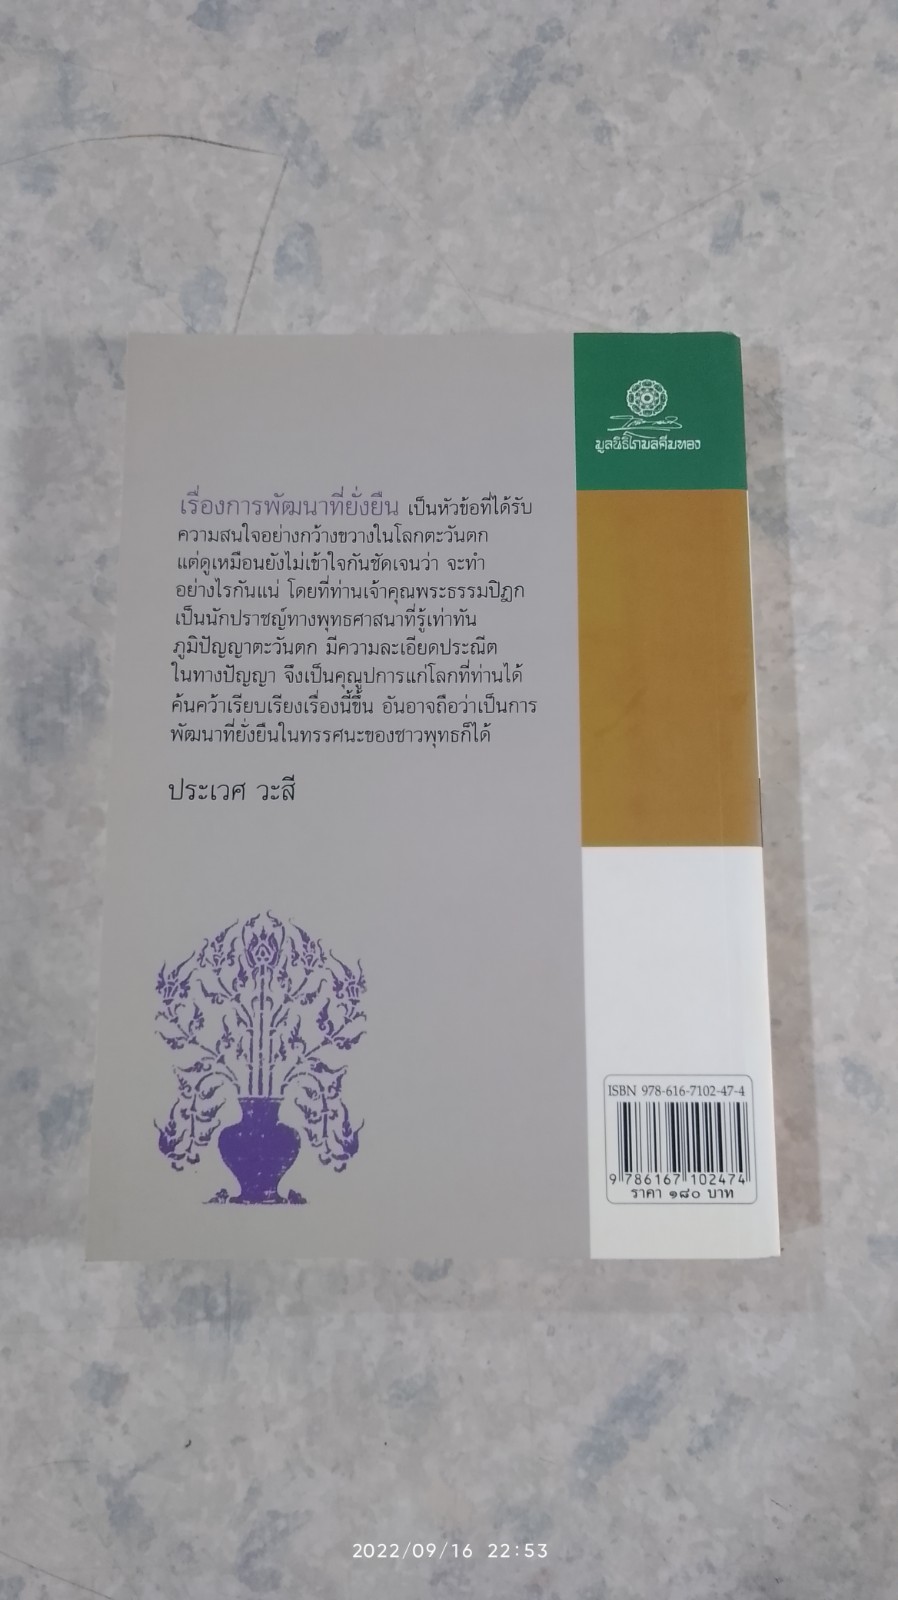 มูลนิธิโกมลคีมทอง
เรื่องการพัฒนาที่ยั่งยืน เป็นหัวข้อที่ได้รับ
ความสนใจอย่างกว้างขวางในโลกตะวันตก
แต่ดูเหมือนยังไม่เข้าใจกันชัดเจนว่า จะทำ
อย่างไรกันแน่ โดยที่ท่านเจ้าคุณพระธรรมปิฎก
เป็นนักปราชญ์ทางพุทธศาสนาที่รู้เท่าทัน
ภูมิปัญญาตะวันตก มีความละเอียดประณีต
ในทางปัญญา จึงเป็นคุณูปการแก่โลกที่ท่านได้
ค้นคว้าเรียบเรียงเรื่องนี้ขึ้น อันอาจถือว่าเป็นการ
พัฒนาที่ยั่งยืนในทรรศนะของชาวพุทธก็ได้
ประเวศ วะสี
ISBN 978-616-7102-47-4
9 786167 102474
ราคา ๑๘๐ บาท
2022/09/16 22:53